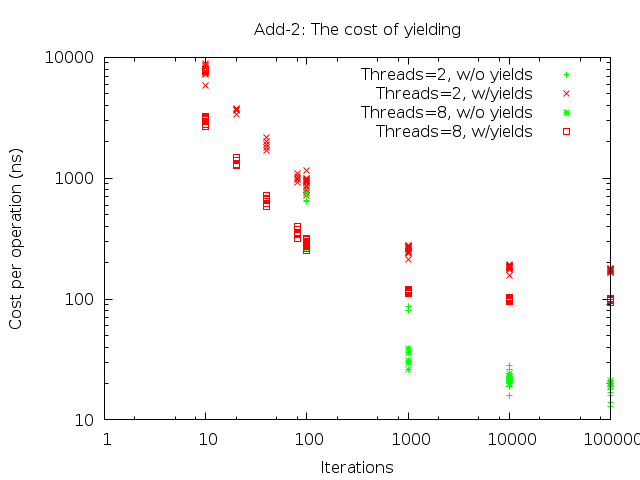 Add-2: The cost of yielding
10000
1000
100
10
Cost per operation (ns)
Threads=2, w/o yields
Threads=2, w/yields
Threads=8, w/o yields
Threads=8, w/yields
1
10
100
1000
10000
100000
Iterations